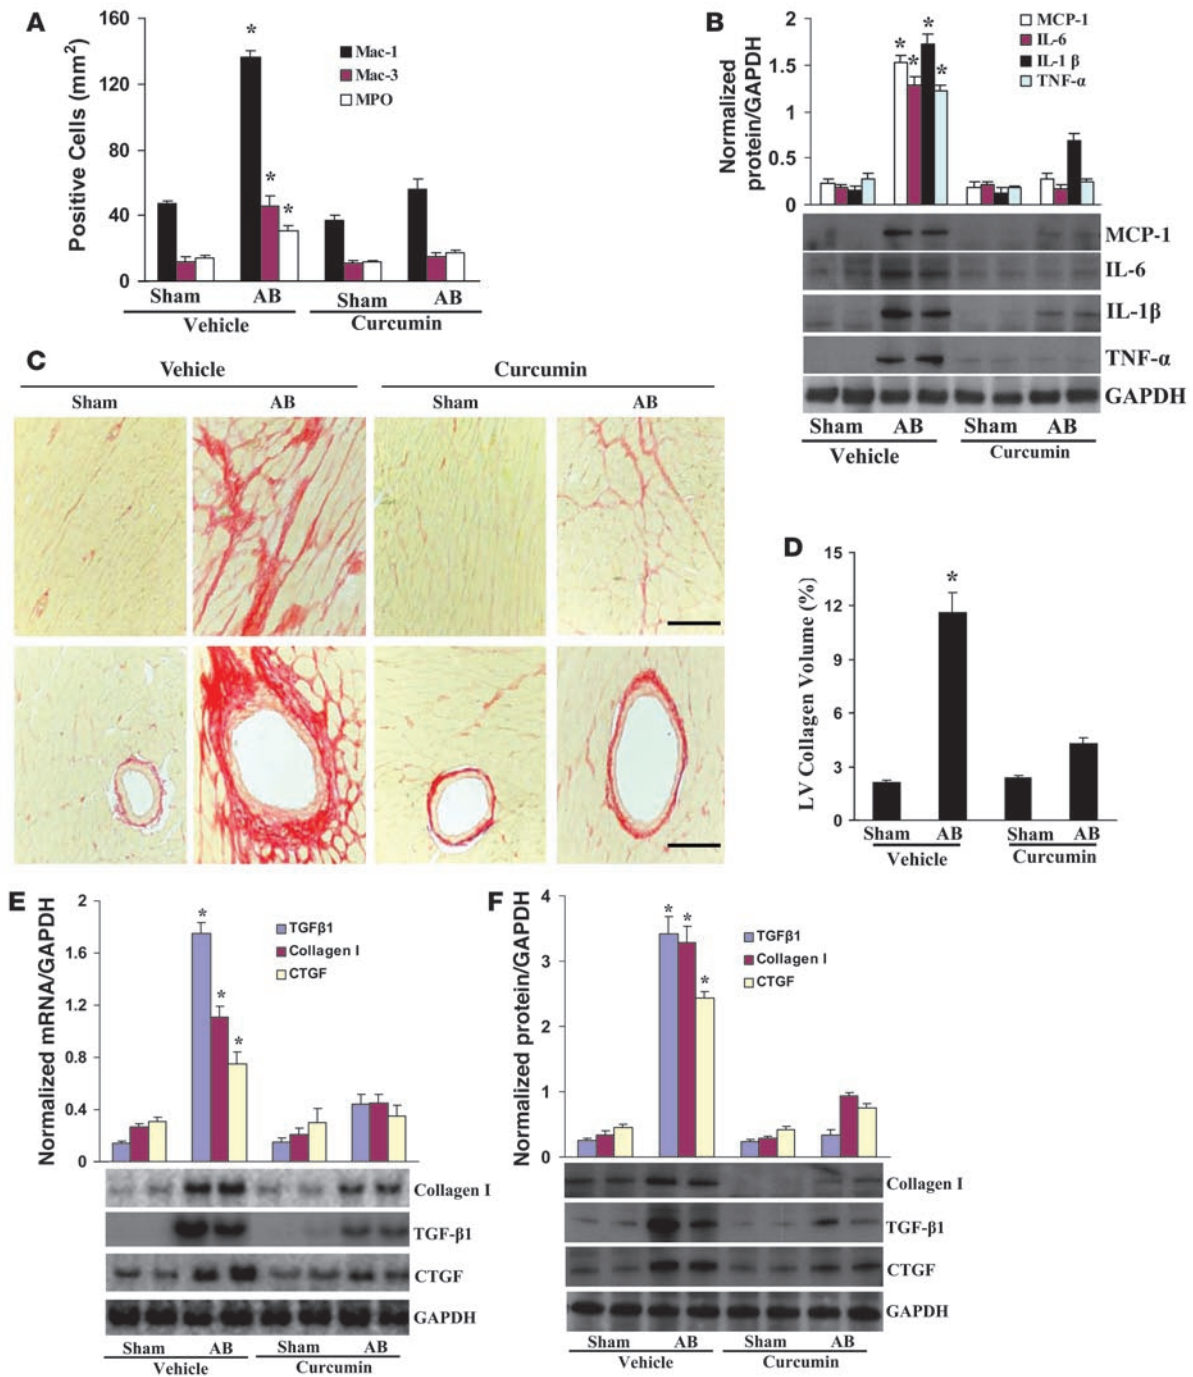 A
160
120
80
40
0
Positive Cells (mm2)
*
*
*
Mac-1
Mac-3
MPO
Sham AB Sham AB
Vehicle Curcumin
B
2
1.5
1
0.5
0
Normalized
protein/GAPDH
* * * *
MCP-1
IL-6
IL-1 β
TNF-α
MCP-1
IL-6
IL-1β
TNF-α
GAPDH
Sham AB Sham AB
Vehicle Curcumin
C
Vehicle Curcumin
Sham AB Sham AB
D
15
12
9
6
3
0
LV Collagen Volume (%)
*
Sham AB Sham AB
Vehicle Curcumin
E
2
1.6
1.2
0.8
0.4
0
Normalized mRNA/GAPDH
*
*
*
TGFβ1
Collagen I
CTGF
Collagen I
TGF-β1
CTGF
GAPDH
Sham AB Sham AB
Vehicle Curcumin
F
4
3
2
1
0
Normalized protein/GAPDH
* *
*
TGFβ1
Collagen I
CTGF
Collagen I
TGF-β1
CTGF
GAPDH
Sham AB Sham AB
Vehicle Curcumin